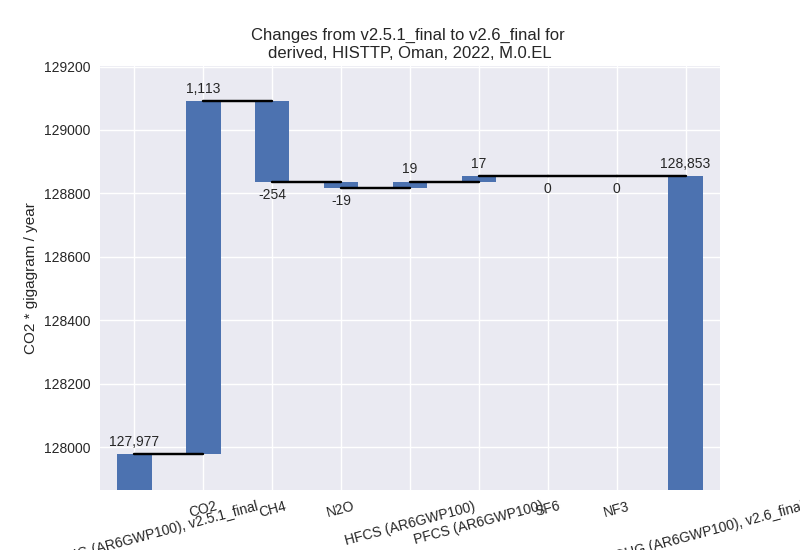 Changes from v2.5.1_final to v2.6_final for
derived, HISTTP, Oman, 2022, M.0.EL
CO2 * gigagram / year
129200
129000
128800
128600
128400
128200
128000
127,977
1,113
-254
-19
19
17
0
0
128,853
(AR6GWP100), v2.5.1_final
CO2
CH4
N2O
HFCS (AR6GWP100)
PFCS (AR6GWP100)
SF6
NF3
(AR6GWP100), v2.6_final